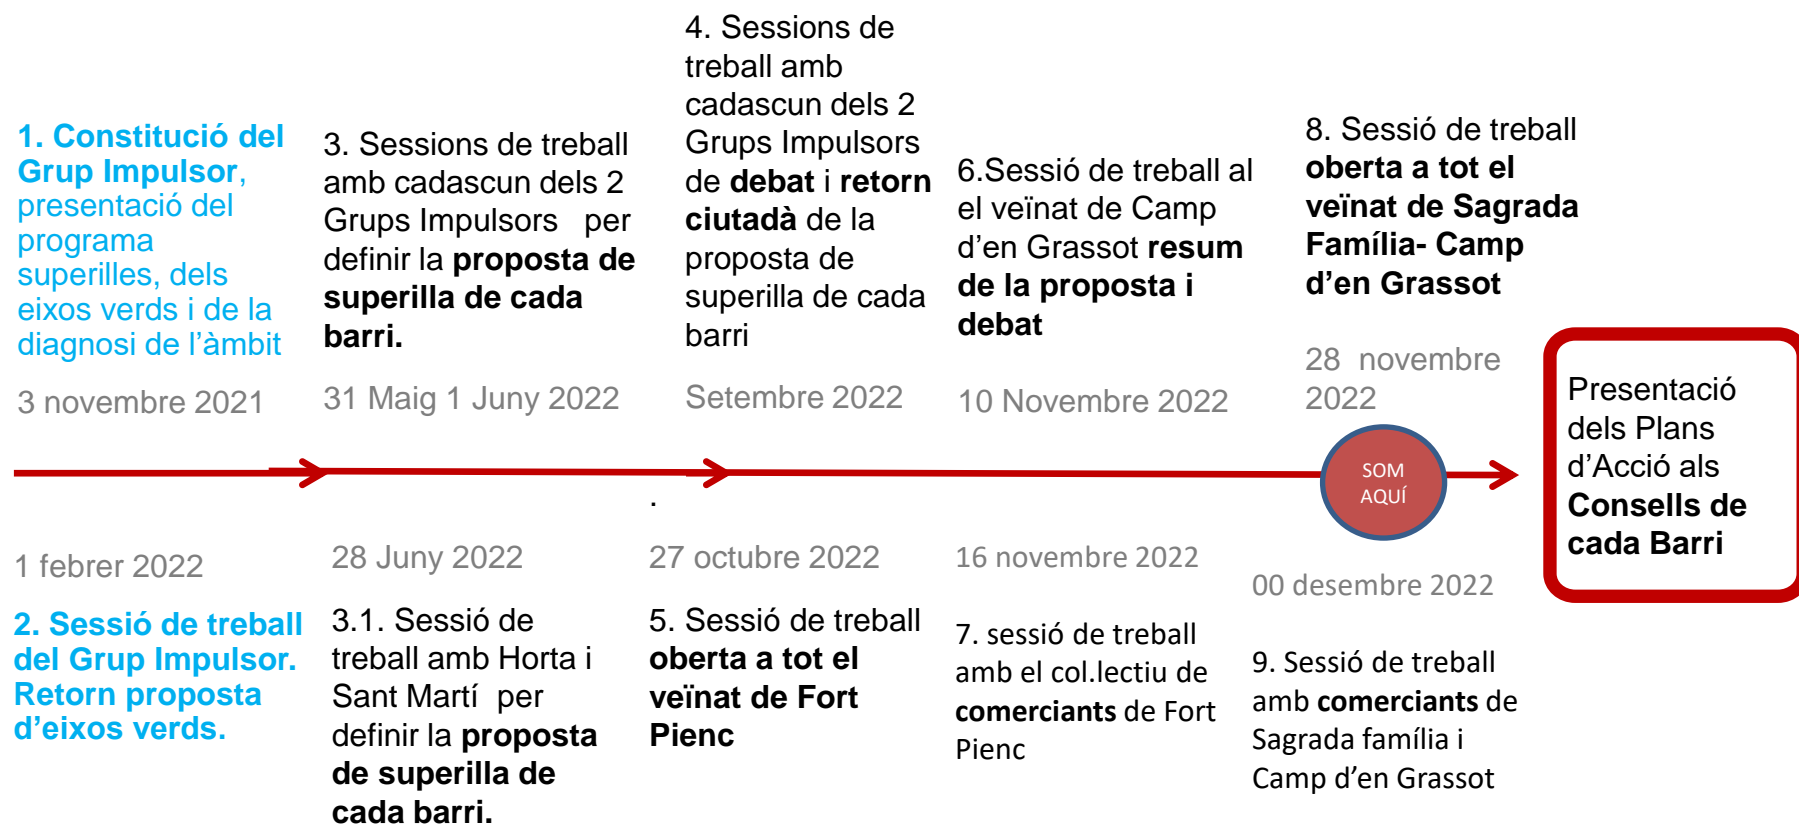 1. Constitució del
Grup Impulsor,
presentació del
programa
superilles, dels
eixos verds i de la
diagnosi de l’àmbit
3 novembre 2021
3. Sessions de treball
amb cadascun dels 2
Grups Impulsors per
definir la proposta de
superilla de cada
barri.
31 Maig 1 Juny 2022
4. Sessions de
treball amb
cadascun dels 2
Grups Impulsors
de debat i retorn
ciutadà de la
proposta de
superilla de cada
barri
Setembre 2022
6.Sessió de treball al
el veïnat de Camp
d’en Grassot resum
de la proposta i
debat
10 Novembre 2022
8. Sessió de treball
oberta a tot el
veïnat de Sagrada
Família- Camp
d’en Grassot
28 novembre
2022
SOM
AQUÍ
Presentació
dels Plans
d’Acció als
Consells de
cada Barri
.
1 febrer 2022
2. Sessió de treball
del Grup Impulsor.
Retorn proposta
d’eixos verds.
28 Juny 2022
3.1. Sessió de
treball amb Horta i
Sant Martí per
definir la proposta
de superilla de
cada barri.
27 octubre 2022
5. Sessió de treball
oberta a tot el
veïnat de Fort
Pienc
16 novembre 2022
7. sessió de treball
amb el col.lectiu de
comerciants de Fort
Pienc
00 desembre 2022
9. Sessió de treball
amb comerciants de
Sagrada família i
Camp d’en Grassot